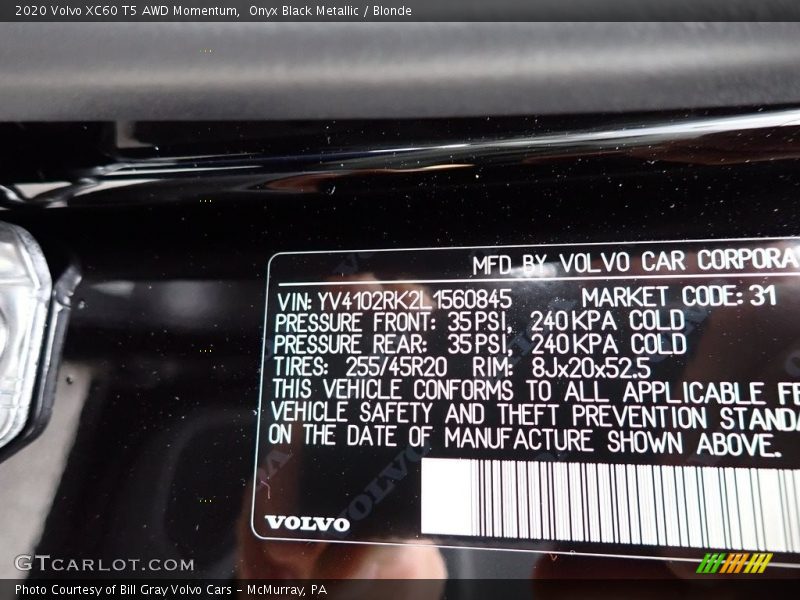 2020 Volvo XC60 T5 AWD Momentum,  Onyx Black Metallic / Blonde
MFD BY VOLVO CAR CORPORA
VIN: YV4102RK2L1560845 MARKET CODE: 31
PRESSURE FRONT: 35 PSI, 240 KPA COLD
PRESSURE REAR: 35 PSI, 240 KPA COLD
TIRES: 255/45R20 RIM: 8Jx20x52.5
THIS VEHICLE CONFORMS TO ALL APPLICABLE FE
VEHICLE SAFETY AND THEFT PREVENTION STANDA
ON THE DATE OF MANUFACTURE SHOWN ABOVE.
VOLVO
GTCARLOT.COM
Photo Courtesy of Bill Gray Volvo Cars - McMurray, PA